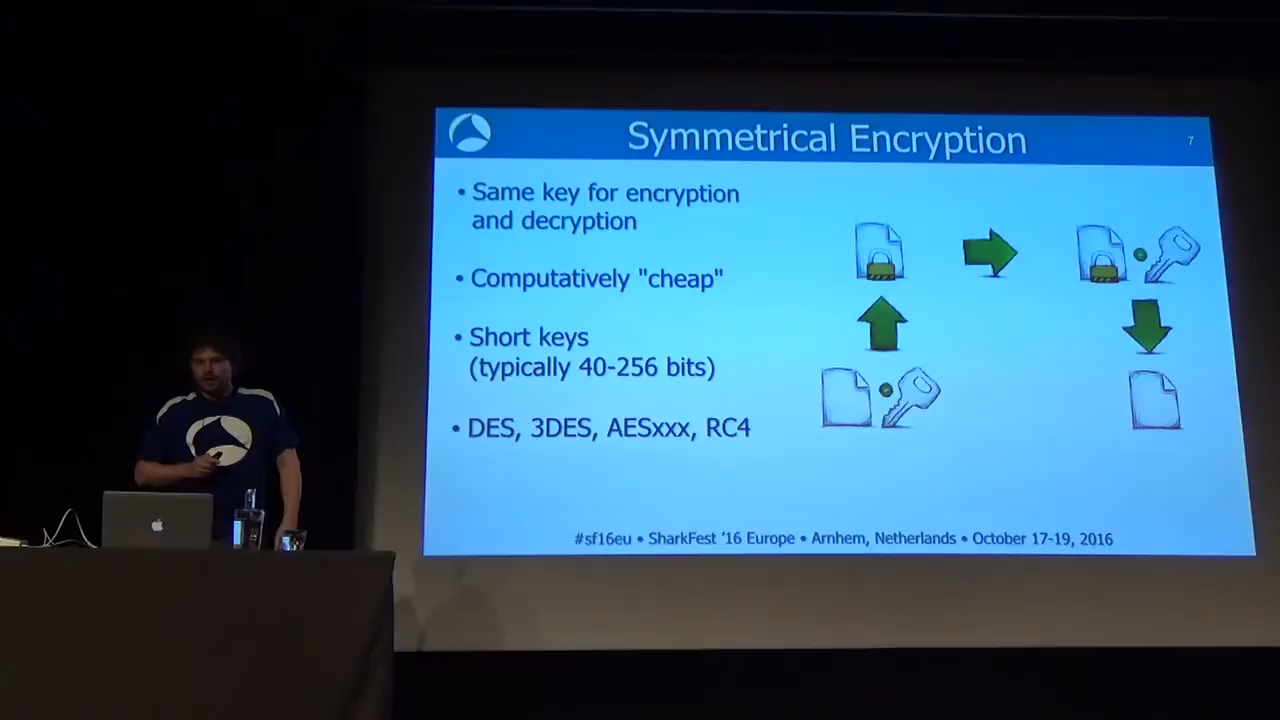 Symmetrical Encryption
7
• Same key for encryption
and decryption
• Computatively "cheap"
• Short keys
(typically 40-256 bits)
• DES, 3DES, AESxxx, RC4
#sf16eu • SharkFest '16 Europe • Arnhem, Netherlands • October 17-19, 2016